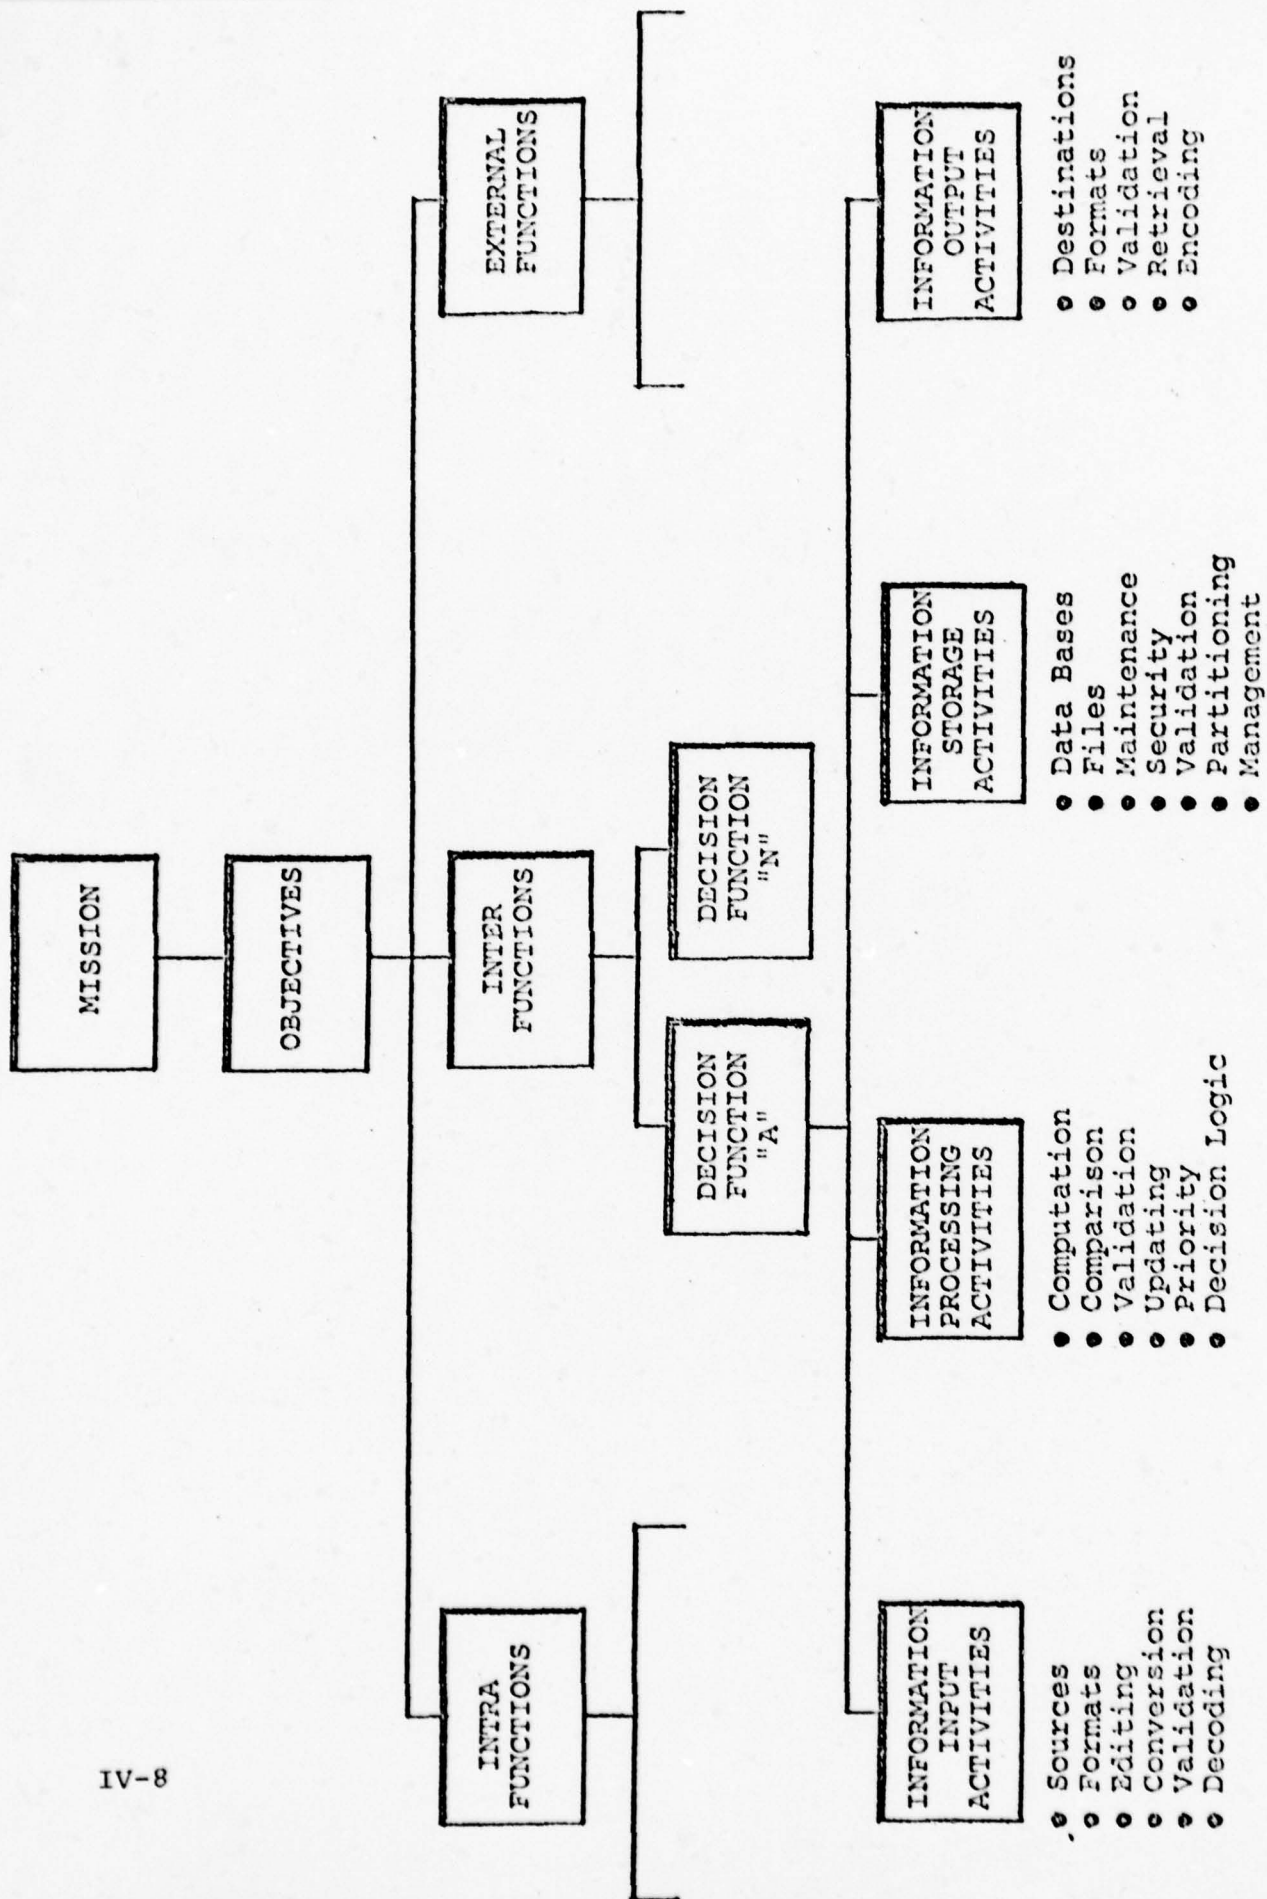 MISSION
OBJECTIVES
INTRA
FUNCTIONS
INTER
FUNCTIONS
EXTERNAL
FUNCTIONS
DECISION
FUNCTION
"A"
DECISION
FUNCTION
"N"
INFORMATION
INPUT
ACTIVITIES
• Sources
• Formats
• Editing
• Conversion
• Validation
• Decoding
INFORMATION
PROCESSING
ACTIVITIES
• Computation
• Comparison
• Validation
• Updating
• Priority
• Decision Logic
INFORMATION
STORAGE
ACTIVITIES
• Data Bases
• Files
• Maintenance
• Security
• Validation
• Partitioning
• Management
INFORMATION
OUTPUT
ACTIVITIES
• Destinations
• Formats
• Validation
• Retrieval
• Encoding
IV-8